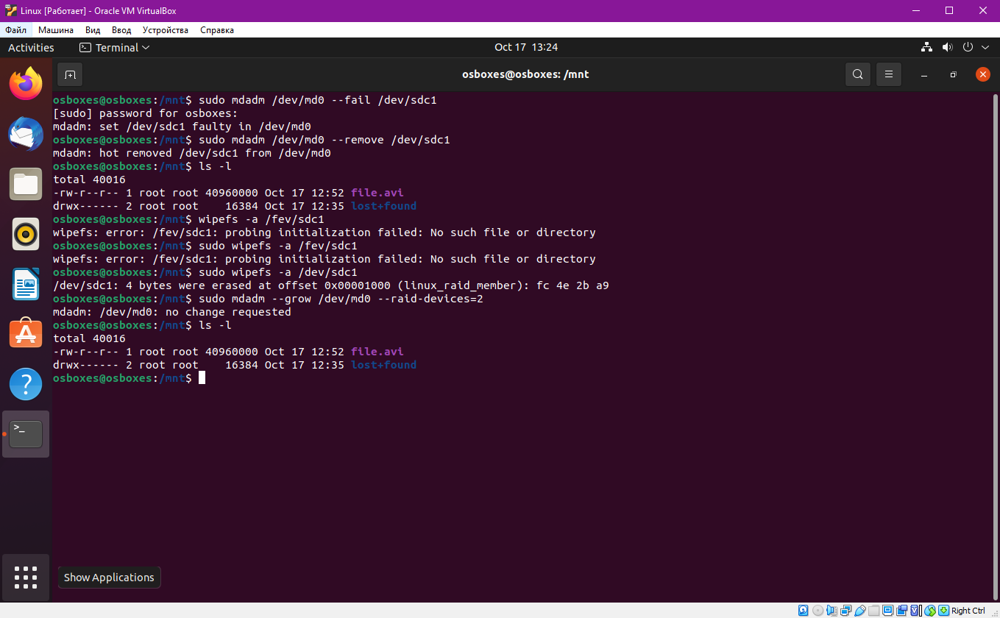 Linux [Работает] - Oracle VM VirtualBox
Файл Машина Вид Ввод Устройства Справка
Activities Terminal Oct 17 13:24
osboxes@osboxes: /mnt
osboxes@osboxes:/mnt$ sudo mdadm /dev/md0 --fail /dev/sdc1
[sudo] password for osboxes:
mdadm: set /dev/sdc1 faulty in /dev/md0
osboxes@osboxes:/mnt$ sudo mdadm /dev/md0 --remove /dev/sdc1
mdadm: hot removed /dev/sdc1 from /dev/md0
osboxes@osboxes:/mnt$ ls -l
total 40016
-rw-r--r-- 1 root root 40960000 Oct 17 12:52 file.avi
drwx------ 2 root root    16384 Oct 17 12:35 lost+found
osboxes@osboxes:/mnt$ wipefs -a /fev/sdc1
wipefs: error: /fev/sdc1: probing initialization failed: No such file or directory
osboxes@osboxes:/mnt$ sudo wipefs -a /fev/sdc1
wipefs: error: /fev/sdc1: probing initialization failed: No such file or directory
osboxes@osboxes:/mnt$ sudo wipefs -a /dev/sdc1
/dev/sdc1: 4 bytes were erased at offset 0x00001000 (linux_raid_member): fc 4e 2b a9
osboxes@osboxes:/mnt$ sudo mdadm --grow /dev/md0 --raid-devices=2
mdadm: /dev/md0: no change requested
osboxes@osboxes:/mnt$ ls -l
total 40016
-rw-r--r-- 1 root root 40960000 Oct 17 12:52 file.avi
drwx------ 2 root root    16384 Oct 17 12:35 lost+found
osboxes@osboxes:/mnt$
Show Applications
Right Ctrl